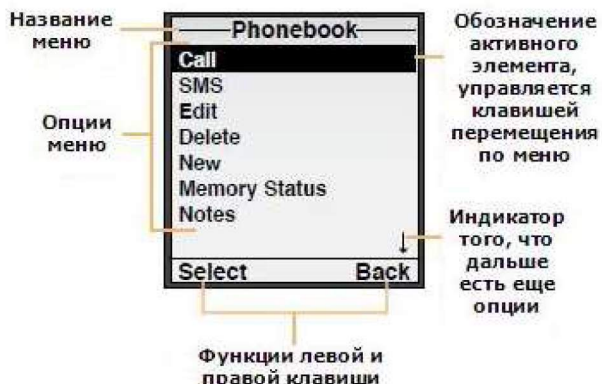 Название
меню
Опции
меню
Phonebook
Call
SMS
Edit
Delete
New
Memory Status
Notes
↓
Select Back
Обозначение
активного
элемента,
управляется
клавишей
перемещения
по меню
Индикатор
того, что
дальше
есть еще
опции
Функции левой и
правой клавиши